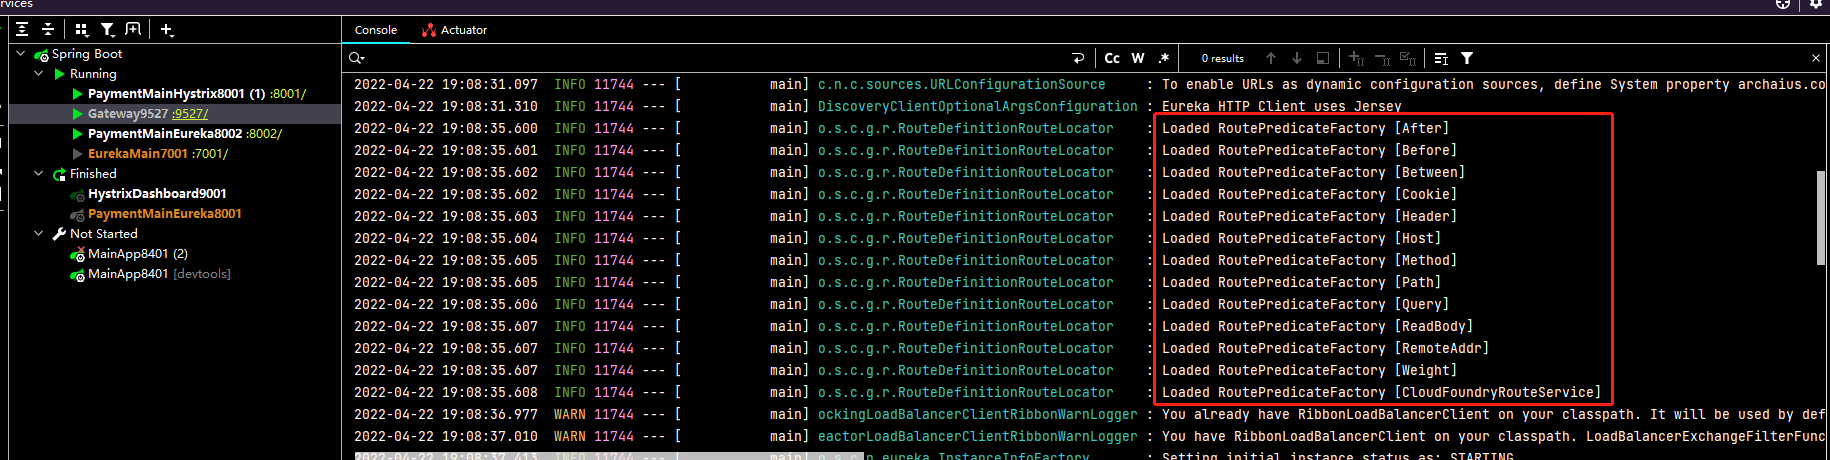 rvices
Spring Boot
Running
PaymentMainHystrix8001 (1) :8001/
Gateway9527 :9527/
PaymentMainEureka8002 :8002/
EurekaMain7001 :7001/
Finished
HystrixDashboard9001
PaymentMainEureka8001
Not Started
MainApp8401 (2)
MainApp8401 [devtools]
Console Actuator
Cc W .* 0 results
2022-04-22 19:08:31.097 INFO 11744 --- [ main] c.n.c.sources.URLConfigurationSource : To enable URLs as dynamic configuration sources, define System property archaius.co
2022-04-22 19:08:31.310 INFO 11744 --- [ main] DiscoveryClientOptionalArgsConfiguration : Eureka HTTP Client uses Jersey
2022-04-22 19:08:35.600 INFO 11744 --- [ main] o.s.c.g.r.RouteDefinitionRouteLocator : Loaded RoutePredicateFactory [After]
2022-04-22 19:08:35.601 INFO 11744 --- [ main] o.s.c.g.r.RouteDefinitionRouteLocator : Loaded RoutePredicateFactory [Before]
2022-04-22 19:08:35.602 INFO 11744 --- [ main] o.s.c.g.r.RouteDefinitionRouteLocator : Loaded RoutePredicateFactory [Between]
2022-04-22 19:08:35.602 INFO 11744 --- [ main] o.s.c.g.r.RouteDefinitionRouteLocator : Loaded RoutePredicateFactory [Cookie]
2022-04-22 19:08:35.603 INFO 11744 --- [ main] o.s.c.g.r.RouteDefinitionRouteLocator : Loaded RoutePredicateFactory [Header]
2022-04-22 19:08:35.604 INFO 11744 --- [ main] o.s.c.g.r.RouteDefinitionRouteLocator : Loaded RoutePredicateFactory [Host]
2022-04-22 19:08:35.605 INFO 11744 --- [ main] o.s.c.g.r.RouteDefinitionRouteLocator : Loaded RoutePredicateFactory [Method]
2022-04-22 19:08:35.605 INFO 11744 --- [ main] o.s.c.g.r.RouteDefinitionRouteLocator : Loaded RoutePredicateFactory [Path]
2022-04-22 19:08:35.606 INFO 11744 --- [ main] o.s.c.g.r.RouteDefinitionRouteLocator : Loaded RoutePredicateFactory [Query]
2022-04-22 19:08:35.607 INFO 11744 --- [ main] o.s.c.g.r.RouteDefinitionRouteLocator : Loaded RoutePredicateFactory [ReadBody]
2022-04-22 19:08:35.607 INFO 11744 --- [ main] o.s.c.g.r.RouteDefinitionRouteLocator : Loaded RoutePredicateFactory [RemoteAddr]
2022-04-22 19:08:35.607 INFO 11744 --- [ main] o.s.c.g.r.RouteDefinitionRouteLocator : Loaded RoutePredicateFactory [Weight]
2022-04-22 19:08:35.608 INFO 11744 --- [ main] o.s.c.g.r.RouteDefinitionRouteLocator : Loaded RoutePredicateFactory [CloudFoundryRouteService]
2022-04-22 19:08:36.977 WARN 11744 --- [ main] ockingLoadBalancerClientRibbonWarnLogger : You already have RibbonLoadBalancerClient on your classpath. It will be used by def
2022-04-22 19:08:37.010 WARN 11744 --- [ main] eactorLoadBalancerClientRibbonWarnLogger : You have RibbonLoadBalancerClient on your classpath. LoadBalancerExchangeFilterFunc
2022-04-22 19:08:37.413 INFO 11744 --- [ main] o.s.c.n.eureka.InstanceInfoFactory : Setting initial instance status as: STARTING